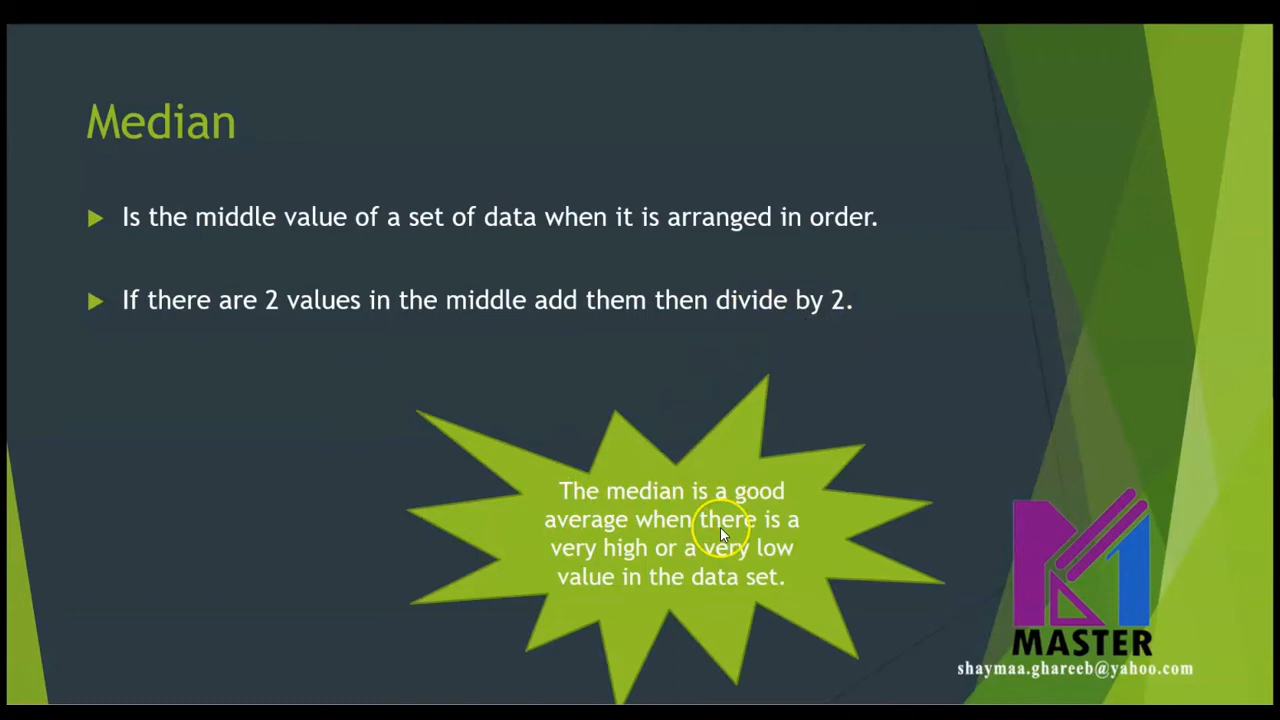 Median
Is the middle value of a set of data when it is arranged in order.
If there are 2 values in the middle add them then divide by 2.
The median is a good
average when there is a
very high or a very low
value in the data set.
MASTER
shaymaa.ghareeb@yahoo.com